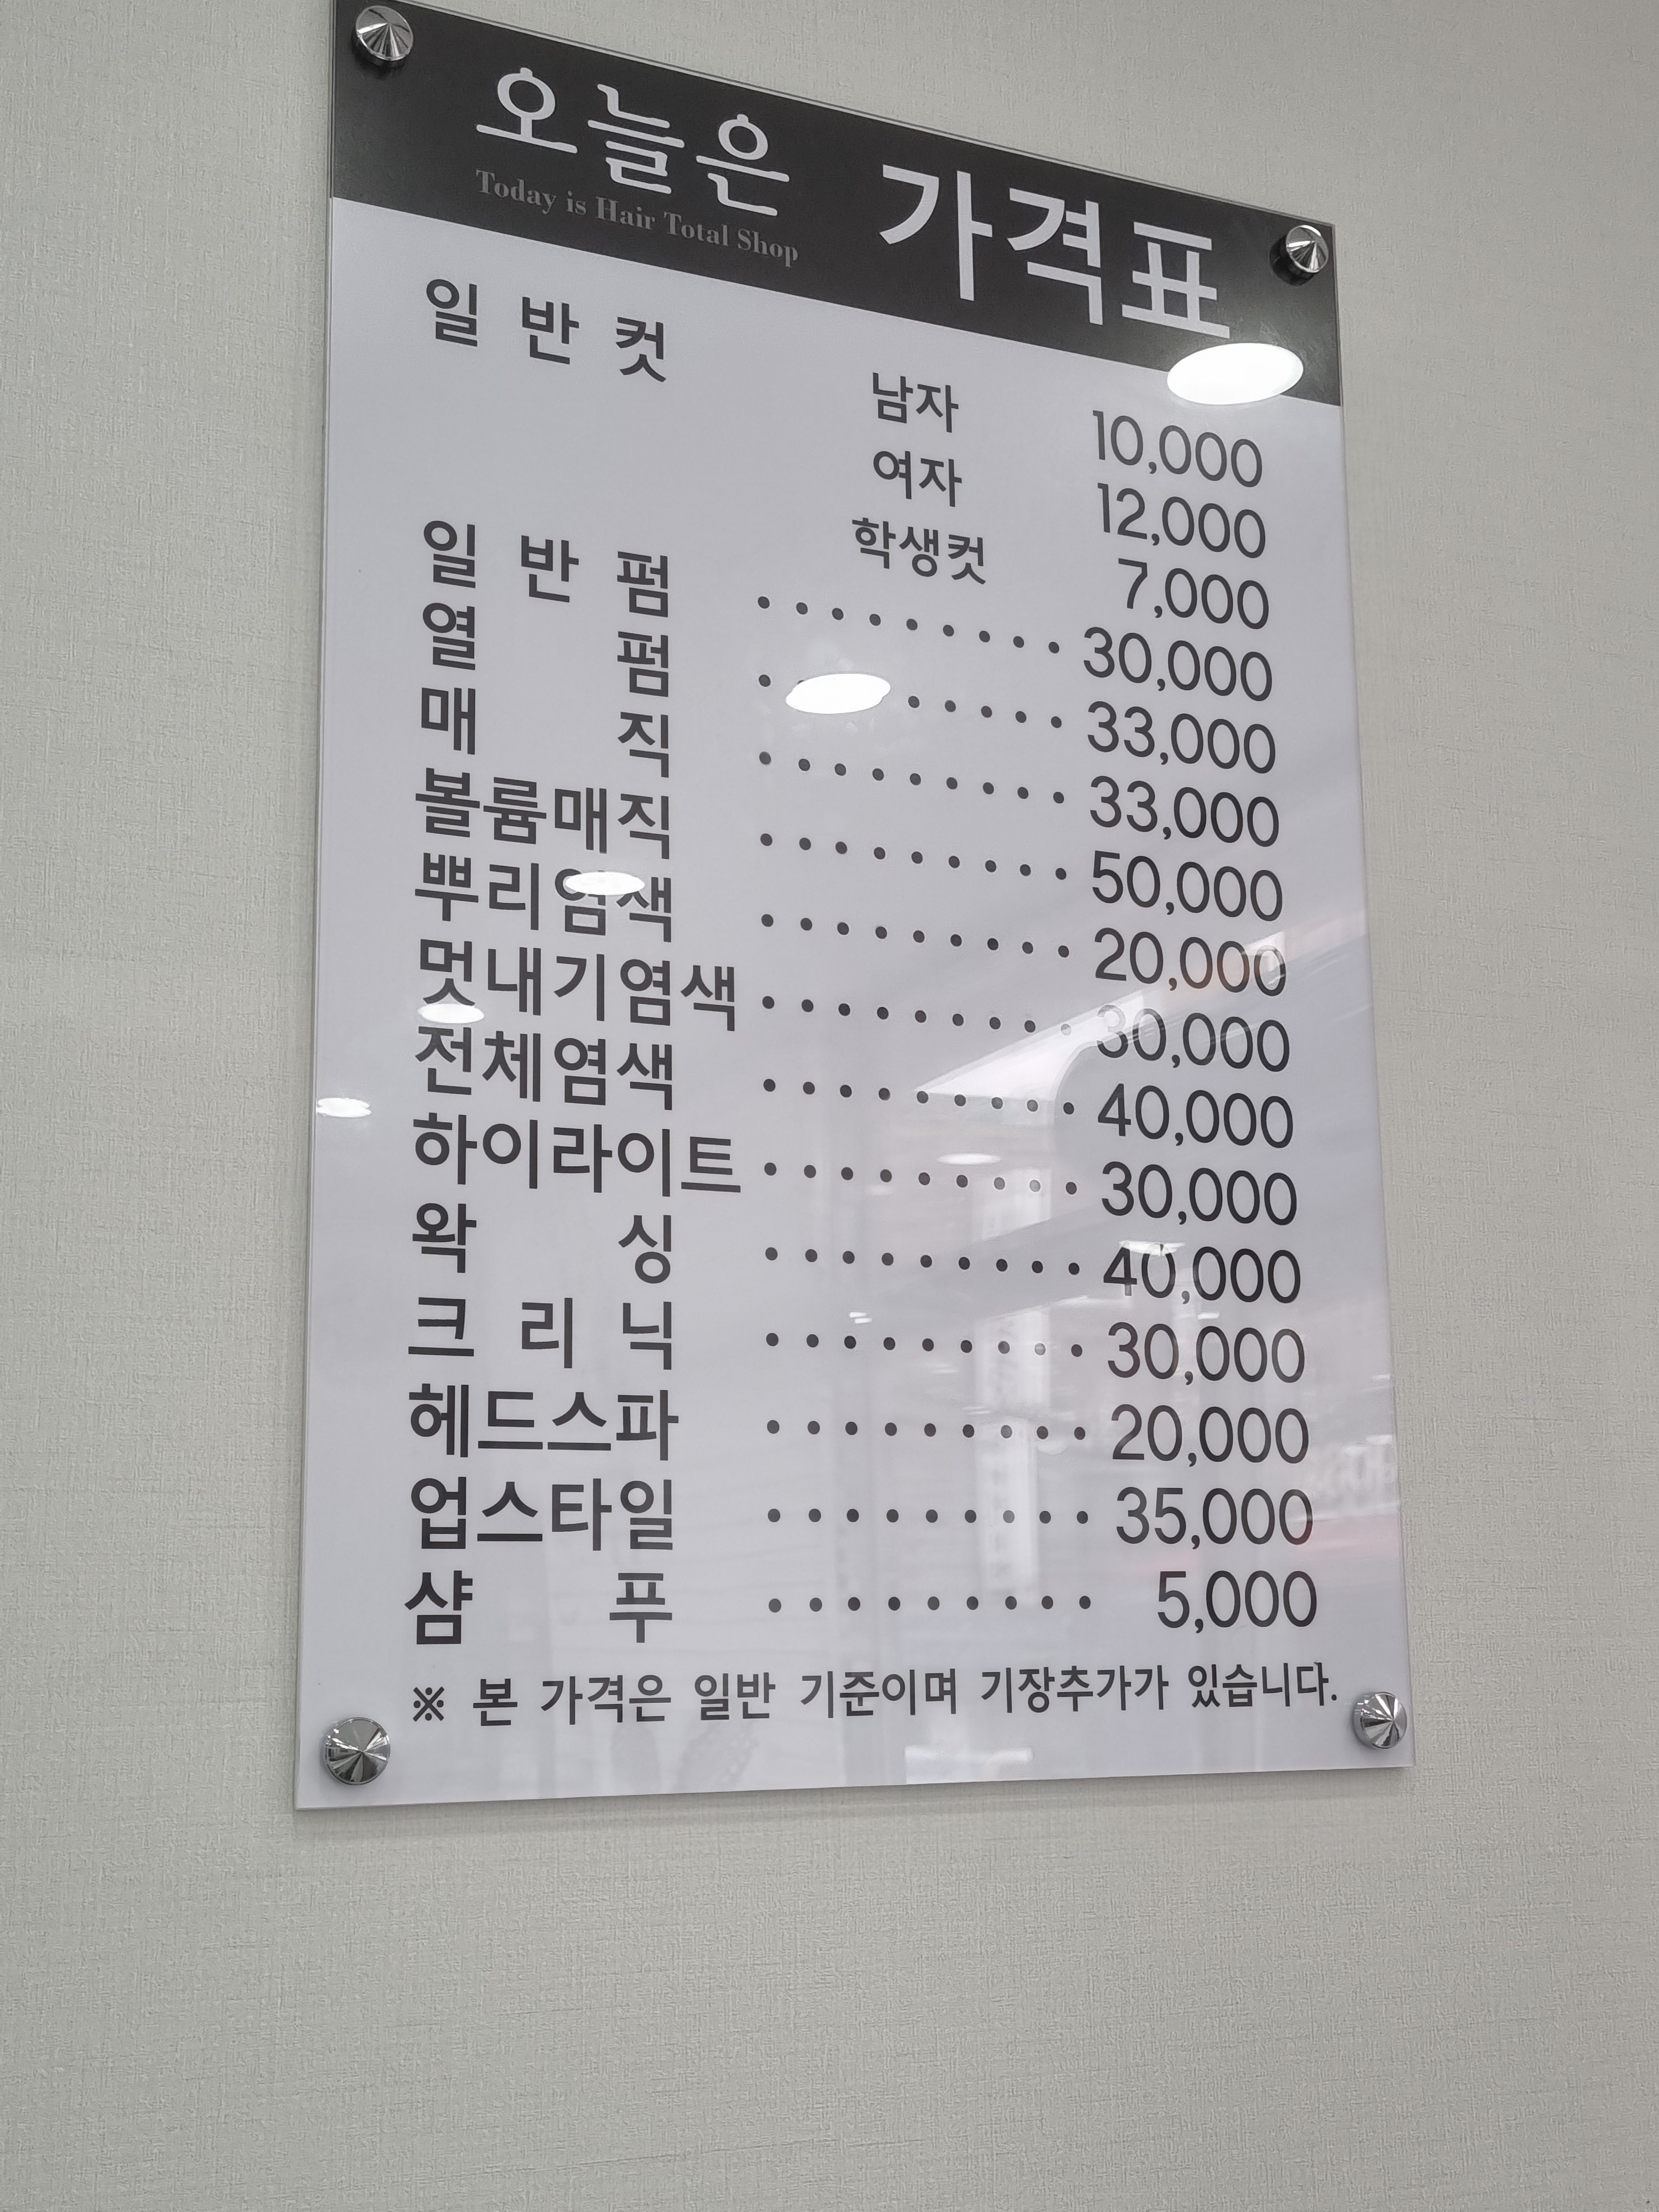 오늘은 가격표
Today is Hair Total Shop
일 반 컷
남자 10,000
여자 12,000
학생컷 7,000
일 반 펌 ········· 30,000
열 펌 ········· 33,000
매 직 ········· 33,000
볼륨매직 ········· 50,000
뿌리염색 ········· 20,000
멋내기염색 ········· 30,000
전체염색 ········· 40,000
하이라이트 ········· 30,000
왁 싱 ········· 40,000
크 리 닉 ········· 30,000
헤드스파 ········· 20,000
업스타일 ········· 35,000
샴 푸 ········· 5,000
※ 본 가격은 일반 기준이며 기장추가가 있습니다.